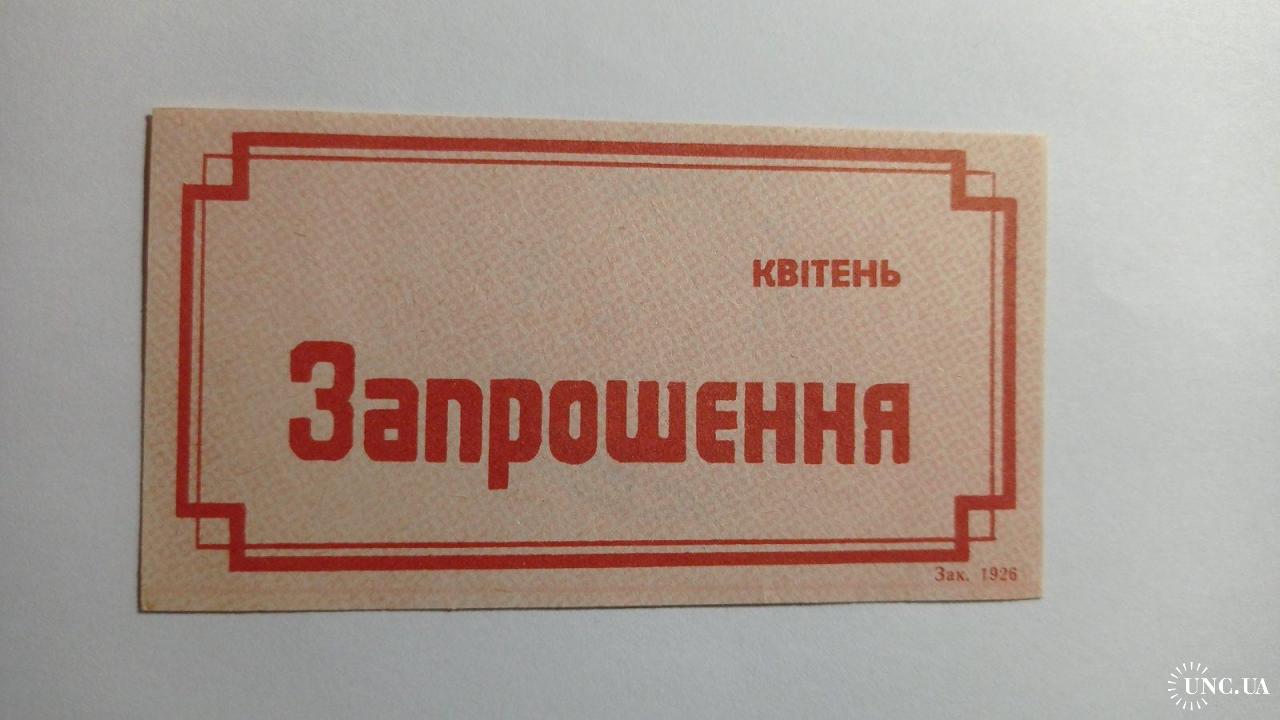 КВІТЕНЬ
Запрошення
Зак. 1926
UNC.UA